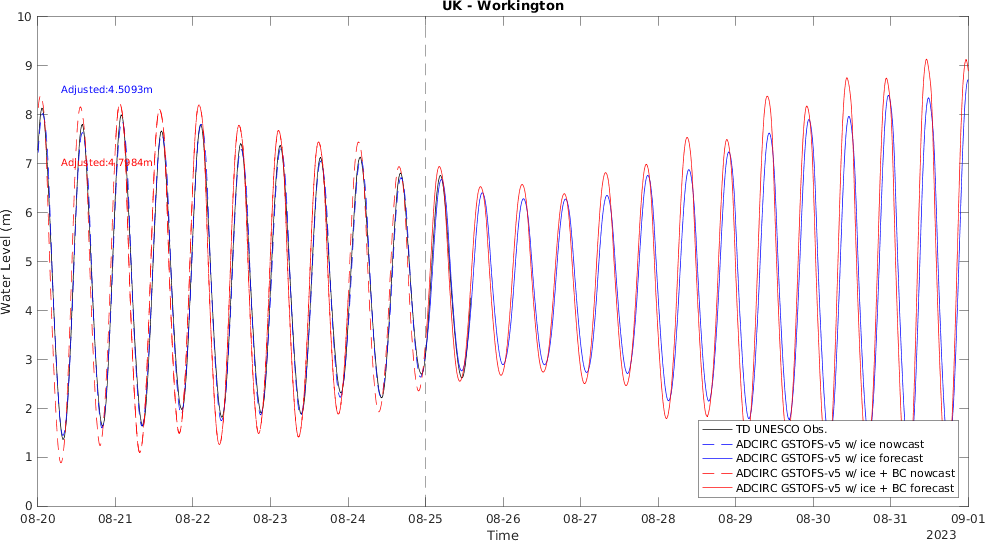 UK - Workington
10
9
8
7
6
5
4
3
2
1
0
Water Level (m)
Adjusted:4.5093m
Adjusted:4.7984m
TD UNESCO Obs.
ADCIRC GSTOFS-v5 w/ ice nowcast
ADCIRC GSTOFS-v5 w/ ice forecast
ADCIRC GSTOFS-v5 w/ ice + BC nowcast
ADCIRC GSTOFS-v5 w/ ice + BC forecast
08-20 08-21 08-22 08-23 08-24 08-25 08-26 08-27 08-28 08-29 08-30 08-31 09-01
Time
2023